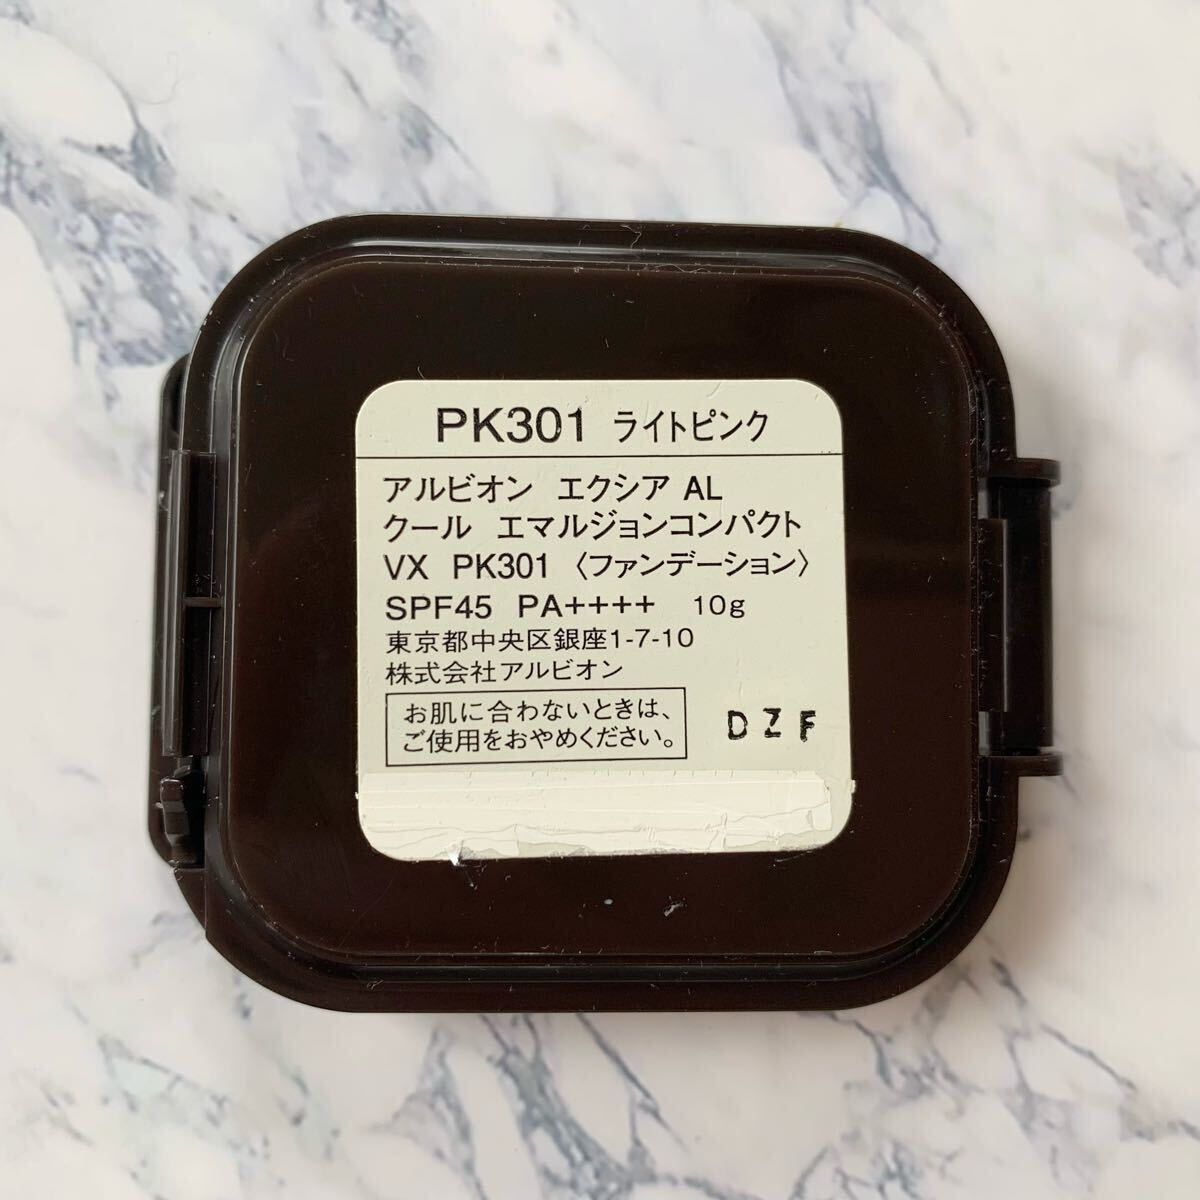 PK301 ライトピンク
アルビオン エクシア AL
クール エマルジョンコンパクト
VX PK301 〈ファンデーション〉
SPF45 PA++++ 10g
東京都中央区銀座1-7-10
株式会社アルビオン
お肌に合わないときは、
ご使用をおやめください。
DZF